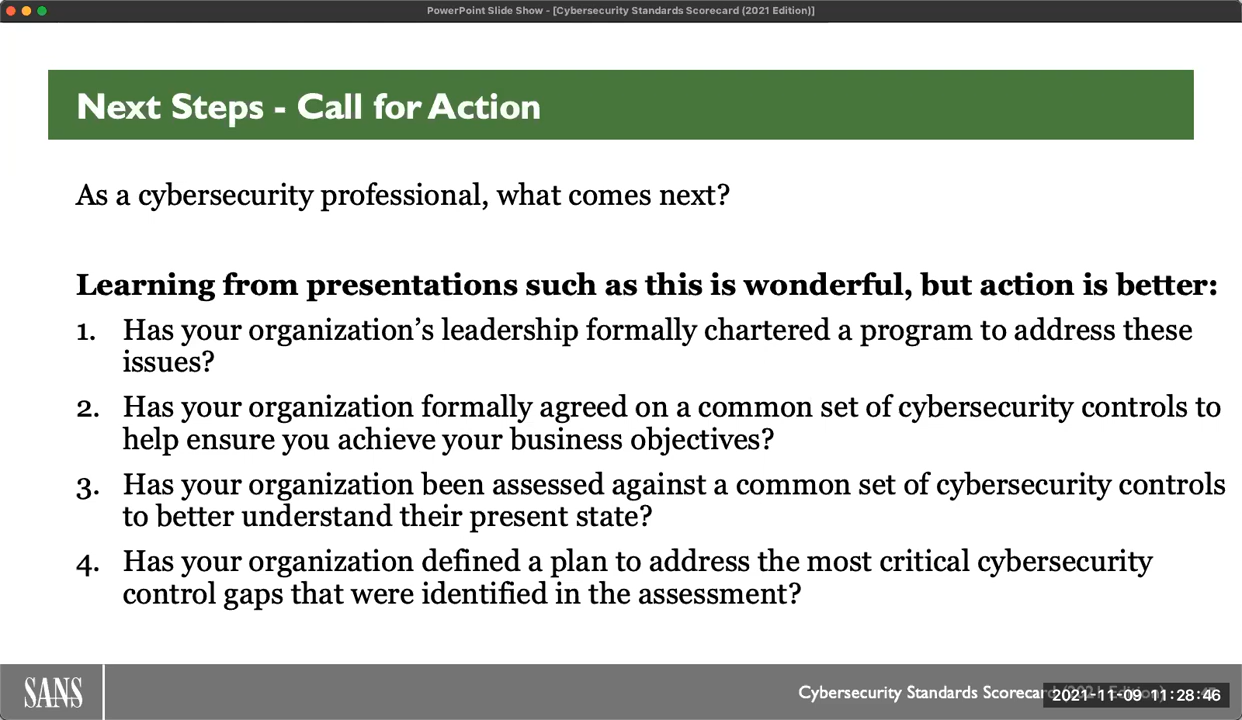 PowerPoint Slide Show - [Cybersecurity Standards Scorecard (2021 Edition)]
Next Steps - Call for Action
As a cybersecurity professional, what comes next?
Learning from presentations such as this is wonderful, but action is better:
1. Has your organization’s leadership formally chartered a program to address these
issues?
2. Has your organization formally agreed on a common set of cybersecurity controls to
help ensure you achieve your business objectives?
3. Has your organization been assessed against a common set of cybersecurity controls
to better understand their present state?
4. Has your organization defined a plan to address the most critical cybersecurity
control gaps that were identified in the assessment?
SANS
Cybersecurity Standards Scorecard (2021 Edition)
2021-11-09 11:28:46